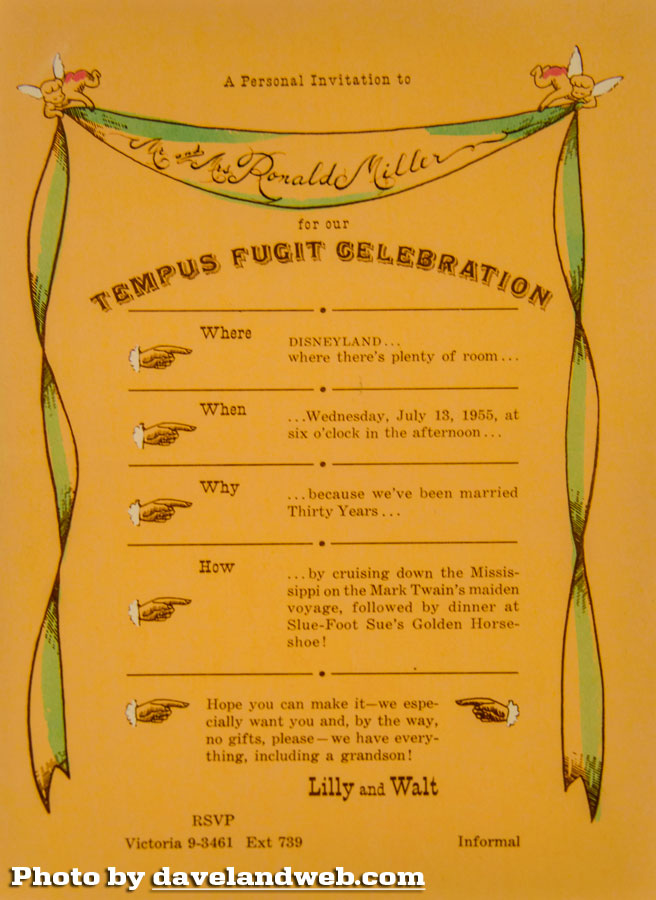 A Personal Invitation to
Mr and Mrs Ronald Miller
for our
TEMPUS FUGIT CELEBRATION
Where
DISNEYLAND...
where there's plenty of room...
When
...Wednesday, July 13, 1955, at
six o'clock in the afternoon...
Why
...because we've been married
Thirty Years...
How
...by cruising down the Missis-
sippi on the Mark Twain's maiden
voyage, followed by dinner at
Slue-Foot Sue's Golden Horse-
shoe!
Hope you can make it—we espe-
cially want you and, by the way,
no gifts, please—we have every-
thing, including a grandson!
Lilly and Walt
RSVP
Victoria 9-3461 Ext 739
Informal
Photo by davelandweb.com